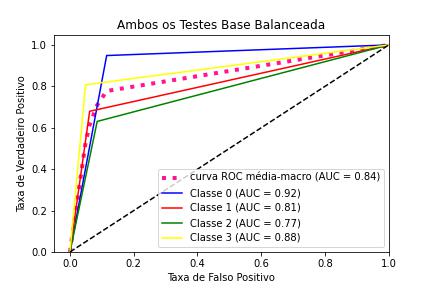 Ambos os Testes Base Balanceada
Taxa de Verdadeiro Positivo
1.0
0.8
0.6
0.4
0.2
0.0
curva ROC média-macro (AUC = 0.84)
Classe 0 (AUC = 0.92)
Classe 1 (AUC = 0.81)
Classe 2 (AUC = 0.77)
Classe 3 (AUC = 0.88)
0.0 0.2 0.4 0.6 0.8 1.0
Taxa de Falso Positivo